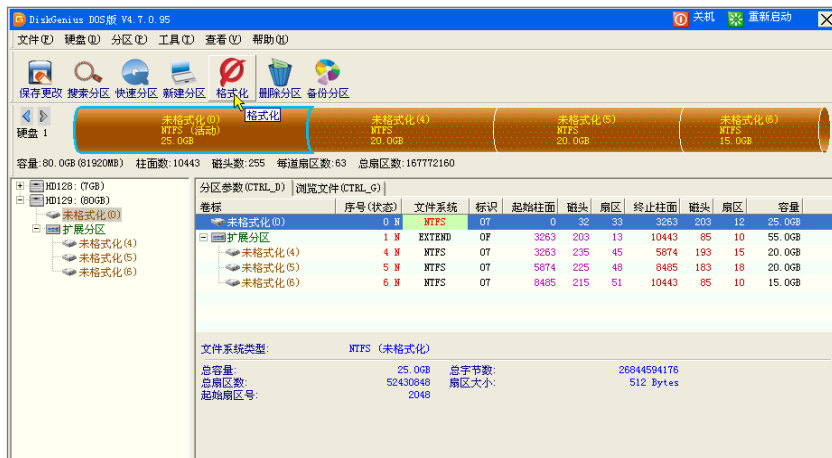 DiskGenius DOS版 V4.7.0.95 关机 重新启动
文件(F) 硬盘(D) 分区(P) 工具(T) 查看(V) 帮助(H)
保存更改 搜索分区 快速分区 新建分区 格式化 删除分区 备份分区
格式化
硬盘 1
未格式化(0) 未格式化(4) 未格式化(5) 未格式化(6)
NTFS (活动) NTFS NTFS NTFS
25.0GB 20.0GB 20.0GB 15.0GB
容量:80.0GB(81920MB) 柱面数:10443 磁头数:255 每道扇区数:63 总扇区数:167772160
HD128: (7GB)
HD129: (80GB)
未格式化(0)
扩展分区
未格式化(4)
未格式化(5)
未格式化(6)
分区参数(CTRL_D) 浏览文件(CTRL_G)
卷标 序号(状态) 文件系统 标识 起始柱面 磁头 扇区 终止柱面 磁头 扇区 容量
未格式化(0) 0 N NTFS 07 0 32 33 3263 203 12 25.0GB
扩展分区 1 N EXTEND 0F 3263 203 13 10443 85 10 55.0GB
未格式化(4) 4 N NTFS 07 3263 235 45 5874 193 15 20.0GB
未格式化(5) 5 N NTFS 07 5874 225 48 8485 183 18 20.0GB
未格式化(6) 6 N NTFS 07 8485 215 51 10443 85 10 15.0GB
文件系统类型: NTFS (未格式化)
总容量: 25.0GB 总字节数: 26844594176
总扇区数: 52430848 扇区大小: 512 Bytes
起始扇区号: 2048